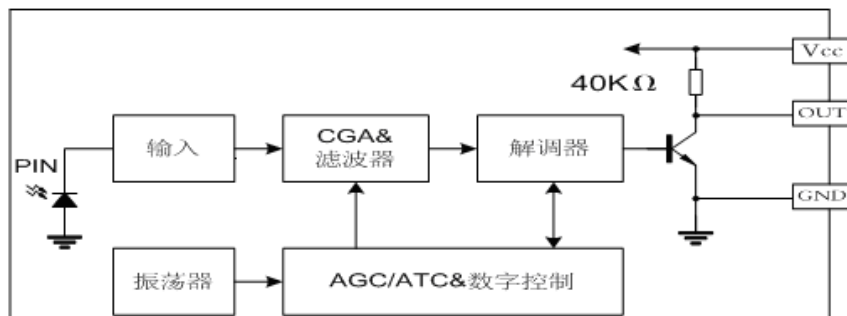 Vcc
40KΩ
OUT
PIN
输入
CGA&
滤波器
解调器
GND
振荡器
AGC/ATC&数字控制